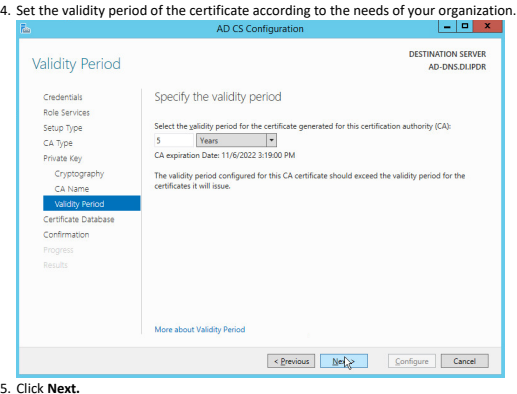 4. Set the validity period of the certificate according to the needs of your organization.
AD CS Configuration
Validity Period
DESTINATION SERVER
AD-DNS.DI.IPDR
Credentials
Role Services
Setup Type
CA Type
Private Key
Cryptography
CA Name
Validity Period
Certificate Database
Confirmation
Progress
Results
Specify the validity period
Select the validity period for the certificate generated for this certification authority (CA):
5 Years
CA expiration Date: 11/6/2022 3:19:00 PM
The validity period configured for this CA certificate should exceed the validity period for the
certificates it will issue.
More about Validity Period
< Previous Next > Configure Cancel
5. Click Next.